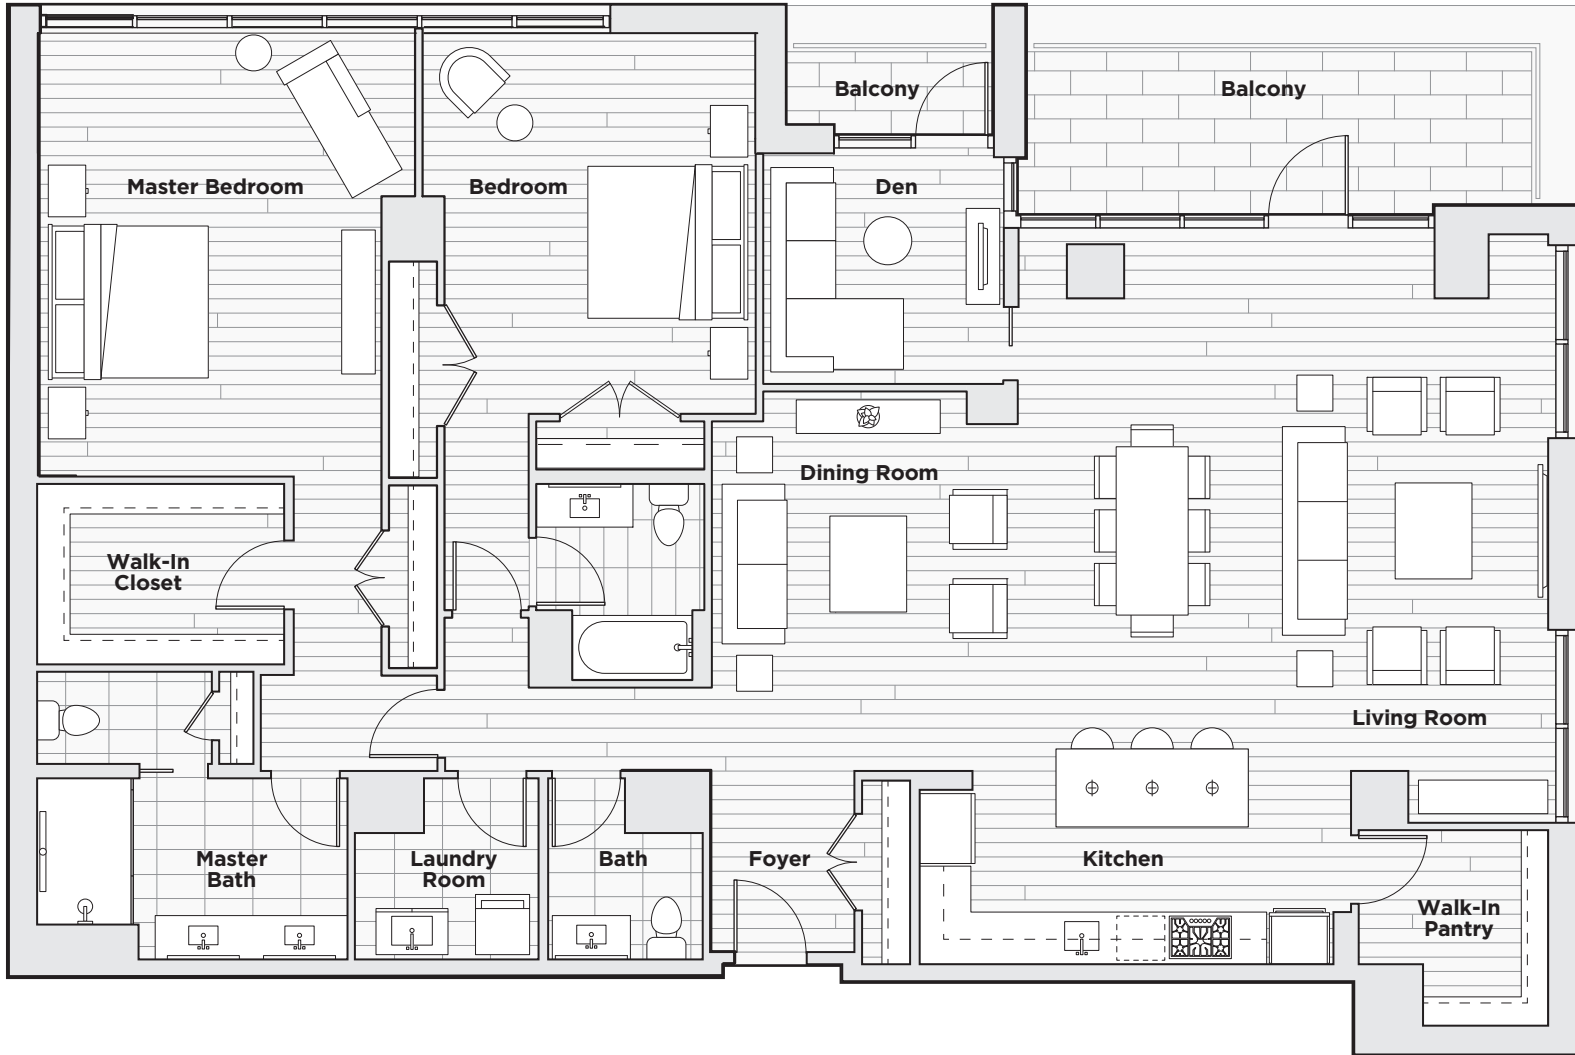 Balcony
Balcony
Master Bedroom
Bedroom
Den
Dining Room
Walk-In
Closet
Living Room
Master
Bath
Laundry
Room
Bath
Foyer
Kitchen
Walk-In
Pantry